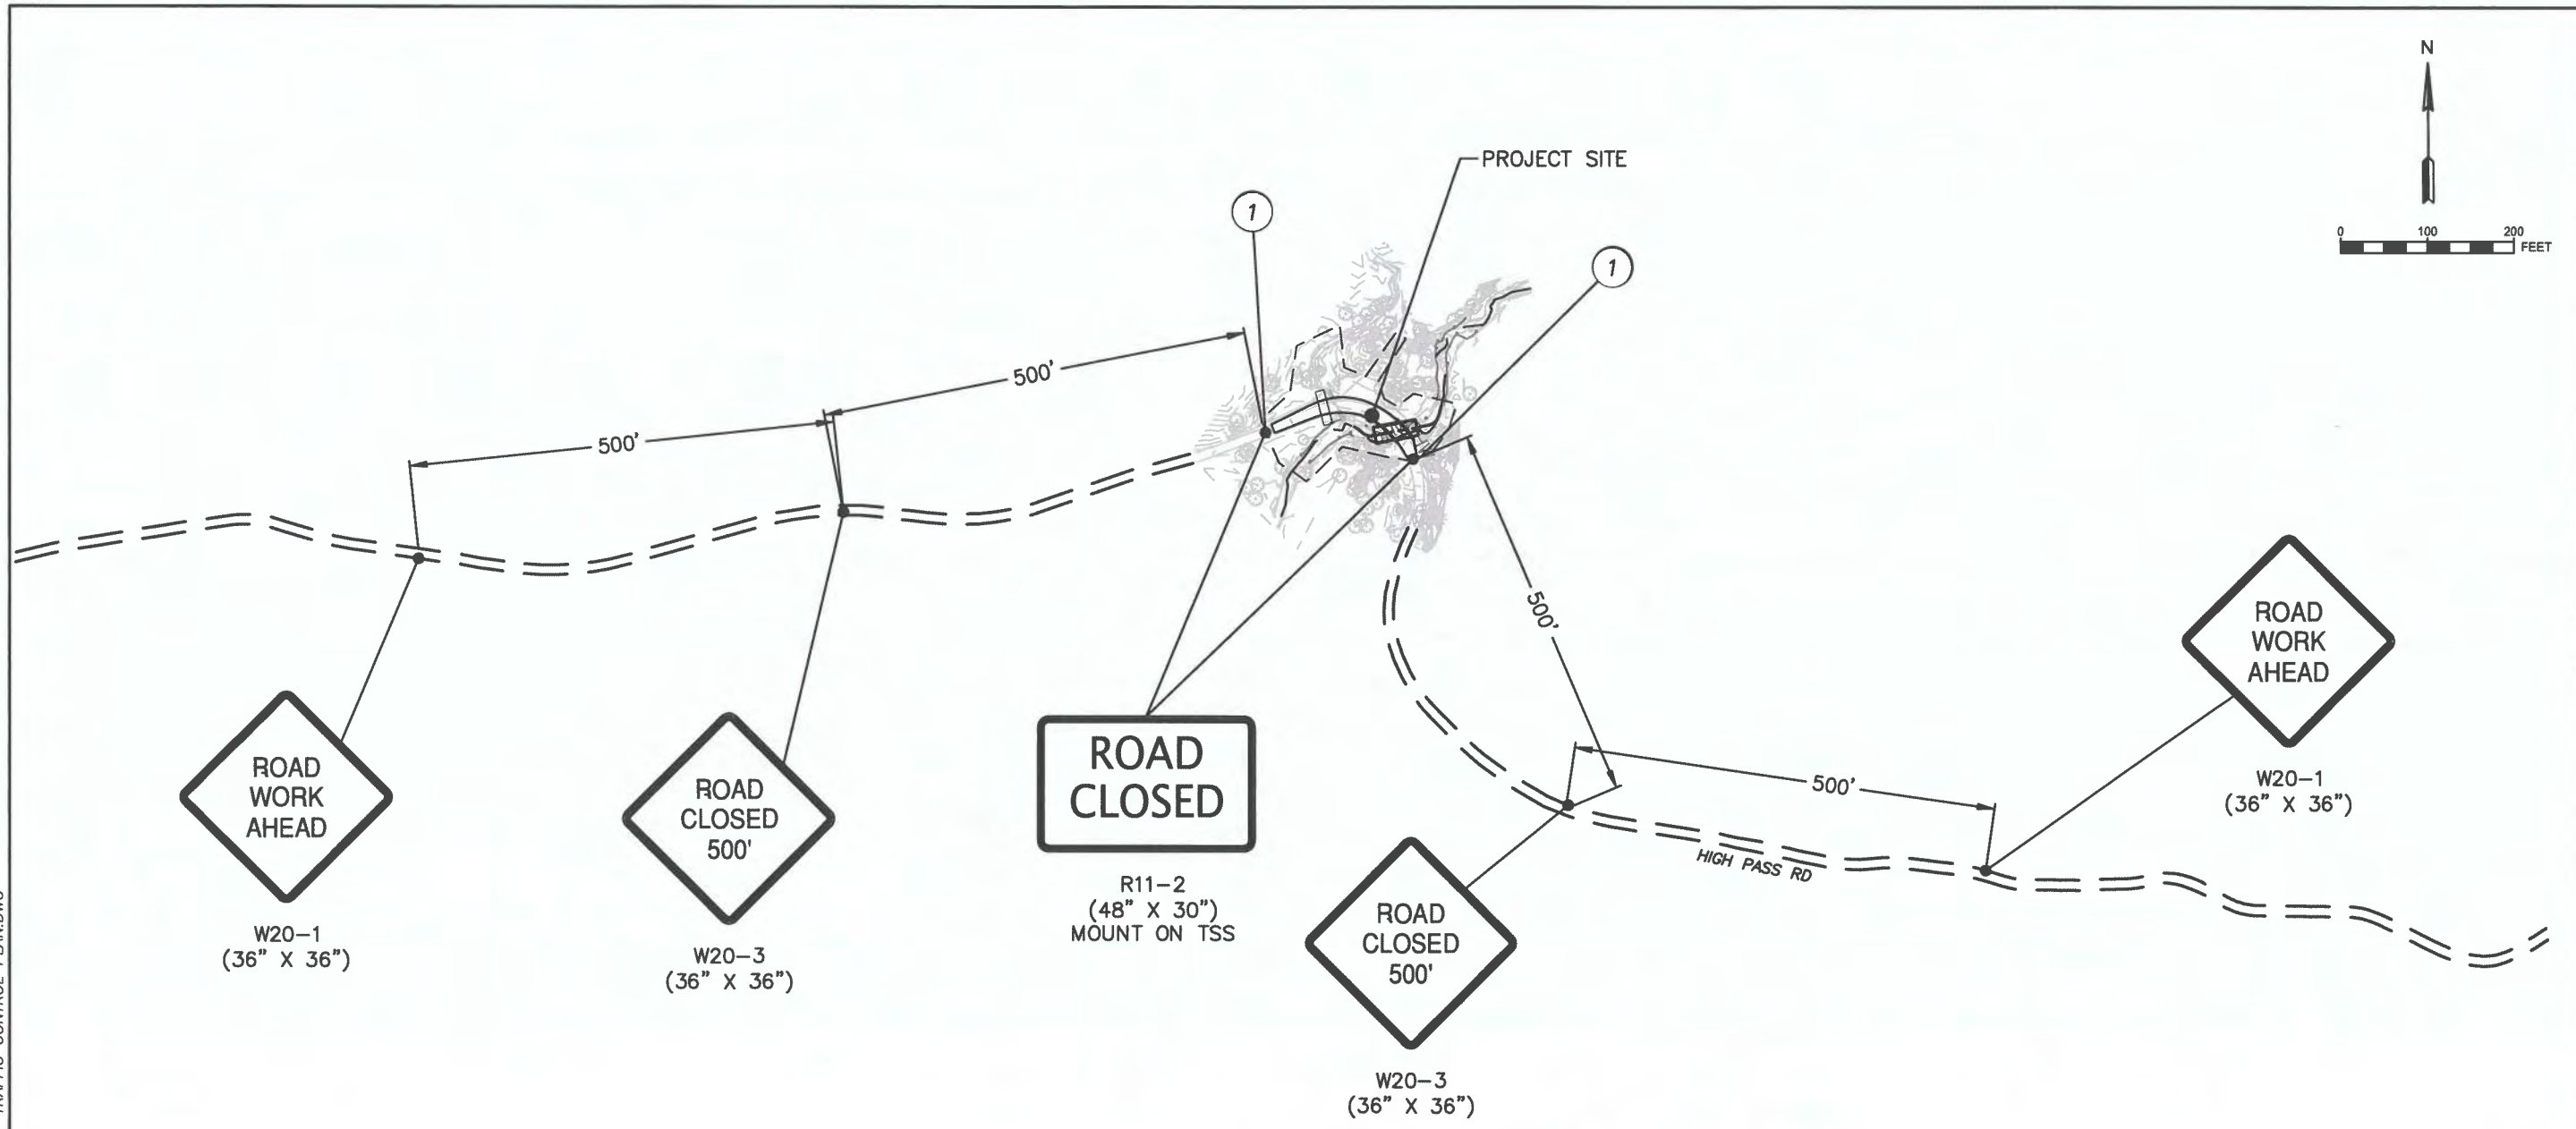 N
0 100 200
FEET
PROJECT SITE
1
1
500'
500'
500'
500'
ROAD
WORK
AHEAD
W20-1
(36" X 36")
ROAD
CLOSED
500'
W20-3
(36" X 36")
ROAD
CLOSED
R11-2
(48" X 30")
MOUNT ON TSS
ROAD
CLOSED
500'
W20-3
(36" X 36")
HIGH PASS RD
ROAD
WORK
AHEAD
W20-1
(36" X 36")